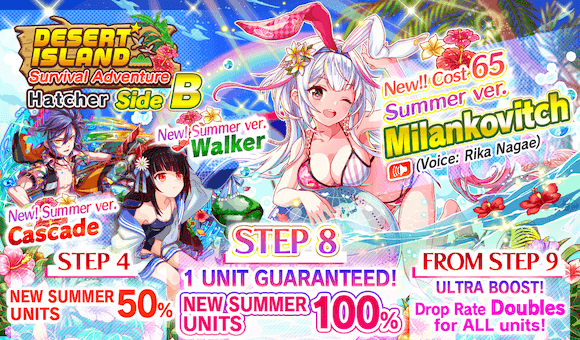 DESERT
ISLAND
Survival Adventure
Hatcher Side B
New!! Cost 65
Summer ver.
Milankovitch
(Voice: Rika Nagae)
New! Summer ver.
Walker
New! Summer ver.
Cascade
STEP 4
NEW SUMMER
UNITS 50%
STEP 8
1 UNIT GUARANTEED!
NEW SUMMER
UNITS 100%
FROM STEP 9
ULTRA BOOST!
Drop Rate Doubles
for ALL units!